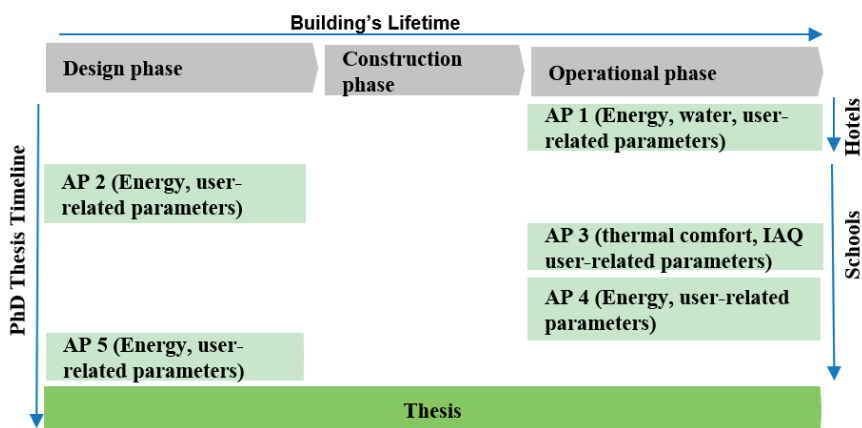 Building's Lifetime
Design phase
Construction
phase
Operational phase
AP 1 (Energy, water, user-
related parameters)
Hotels
PhD Thesis Timeline
AP 2 (Energy, user-
related parameters)
AP 3 (thermal comfort, IAQ
user-related parameters)
Schools
AP 4 (Energy, user-related
parameters)
AP 5 (Energy, user-
related parameters)
Thesis